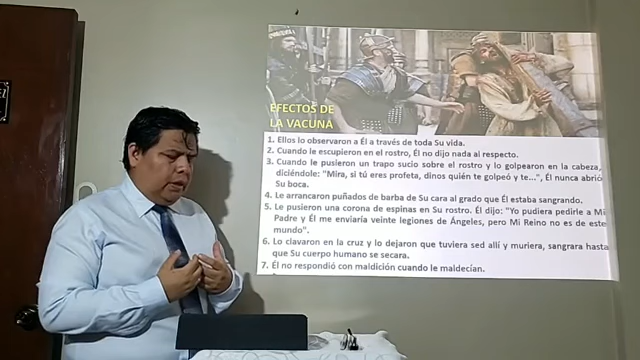 EFECTOS DE
LA VACUNA
1. Ellos lo observaron a Él a través de toda Su vida.
2. Cuando le escupieron en el rostro, Él no dijo nada al respecto.
3. Cuando le pusieron un trapo sucio sobre el rostro y lo golpearon en la cabeza,
diciéndole: "Mira, si tú eres profeta, dinos quién te golpeó y te...", Él nunca abrió
Su boca.
4. Le arrancaron puñados de barba de Su cara al grado que Él estaba sangrando.
5. Le pusieron una corona de espinas en Su rostro. Él dijo: "Yo pudiera pedirle a Mi
Padre y Él me enviaría veinte legiones de Ángeles, pero Mi Reino no es de este
mundo".
6. Lo clavaron en la cruz y lo dejaron que tuviera sed allí y muriera, sangrara hasta
que Su cuerpo humano se secara.
7. Él no respondió con maldición cuando le maldecían.